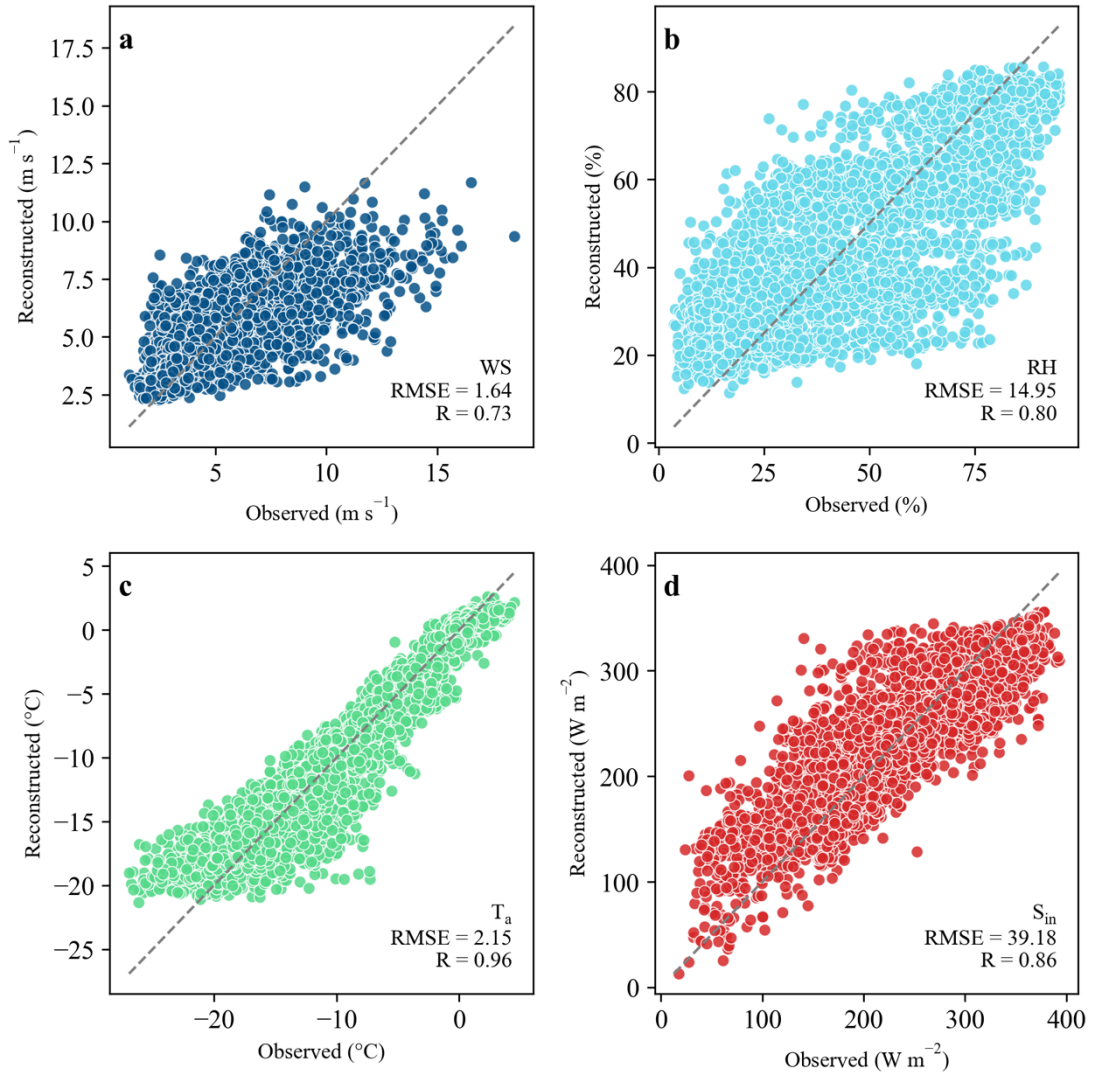 a
17.5
15.0
12.5
10.0
7.5
5.0
2.5
Reconstructed (m s⁻¹)
WS
RMSE = 1.64
R = 0.73
5
10
15
Observed (m s⁻¹)
b
80
60
40
20
0
Reconstructed (%)
RH
RMSE = 14.95
R = 0.80
0
25
50
75
Observed (%)
c
5
0
−5
−10
−15
−20
−25
Reconstructed (°C)
Tₐ
RMSE = 2.15
R = 0.96
−20
−10
0
Observed (°C)
d
400
300
200
100
0
Reconstructed (W m⁻²)
Sᵢₙ
RMSE = 39.18
R = 0.86
0
100
200
300
400
Observed (W m⁻²)